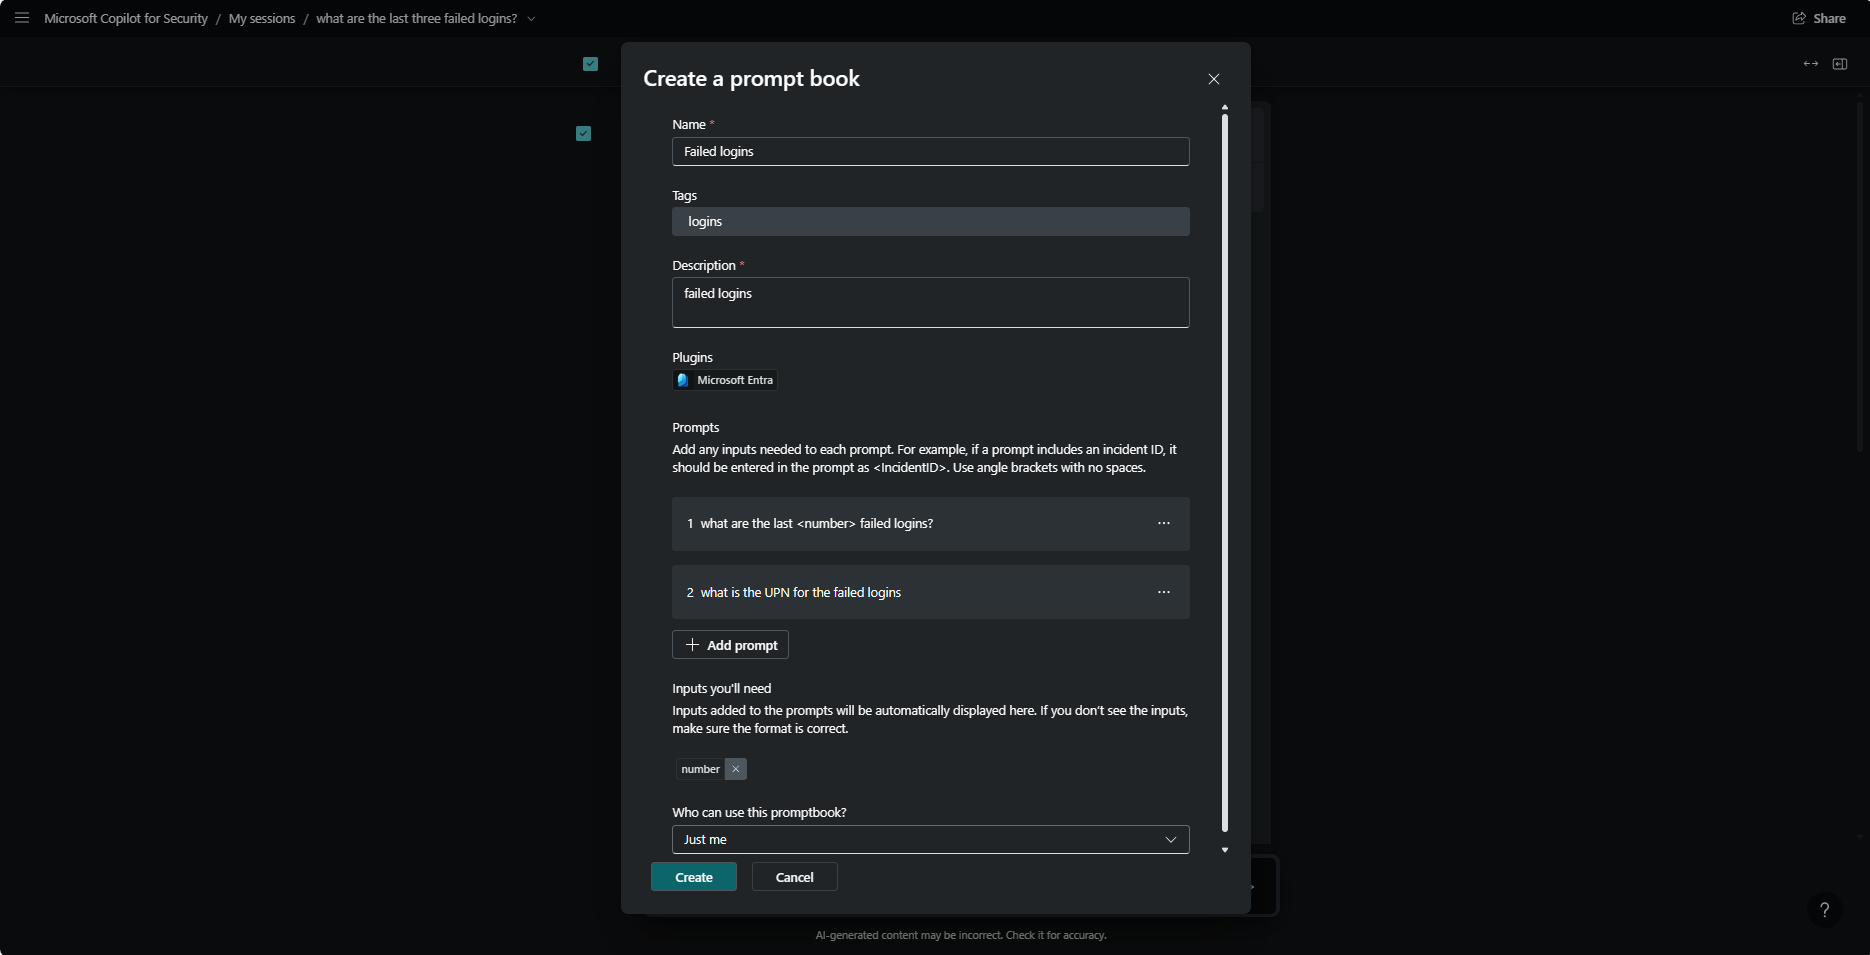 Microsoft Copilot for Security / My sessions / what are the last three failed logins?
Share
Create a prompt book
Name *
Failed logins
Tags
logins
Description *
failed logins
Plugins
Microsoft Entra
Prompts
Add any inputs needed to each prompt. For example, if a prompt includes an incident ID, it
should be entered in the prompt as <IncidentID>. Use angle brackets with no spaces.
1 what are the last <number> failed logins?
2 what is the UPN for the failed logins
Add prompt
Inputs you'll need
Inputs added to the prompts will be automatically displayed here. If you don't see the inputs,
make sure the format is correct.
number
Who can use this promptbook?
Just me
Create
Cancel
?
AI-generated content may be incorrect. Check it for accuracy.